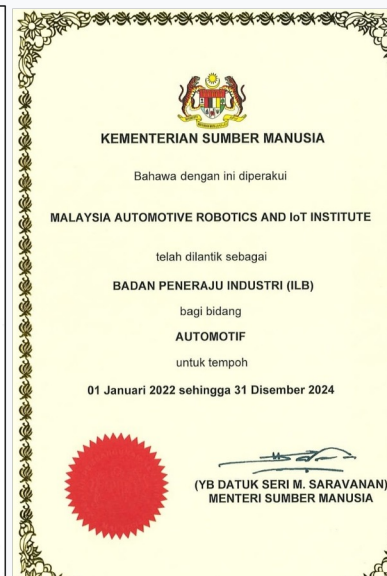 KEMENTERIAN SUMBER MANUSIA
Bahawa dengan ini diperakui
MALAYSIA AUTOMOTIVE ROBOTICS AND IoT INSTITUTE
telah dilantik sebagai
BADAN PENERAJU INDUSTRI (ILB)
bagi bidang
AUTOMOTIF
untuk tempoh
01 Januari 2022 sehingga 31 Disember 2024
(YB DATUK SERI M. SARAVANAN)
MENTERI SUMBER MANUSIA